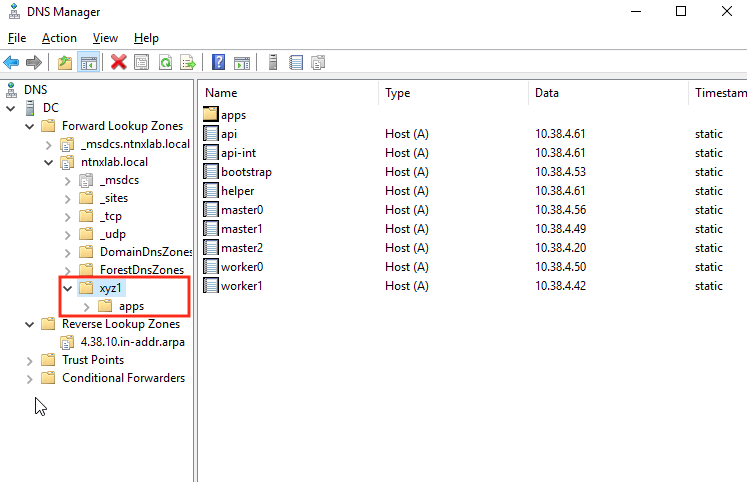 DNS Manager
File Action View Help
DNS
DC
Forward Lookup Zones
_msdcs.ntnxlab.local
ntnxlab.local
_msdcs
_sites
_tcp
_udp
DomainDnsZones
ForestDnsZones
xyz1
apps
Reverse Lookup Zones
4.38.10.in-addr.arpa
Trust Points
Conditional Forwarders
Name Type Data Timestam
apps
api Host (A) 10.38.4.61 static
api-int Host (A) 10.38.4.61 static
bootstrap Host (A) 10.38.4.53 static
helper Host (A) 10.38.4.61 static
master0 Host (A) 10.38.4.56 static
master1 Host (A) 10.38.4.49 static
master2 Host (A) 10.38.4.20 static
worker0 Host (A) 10.38.4.50 static
worker1 Host (A) 10.38.4.42 static